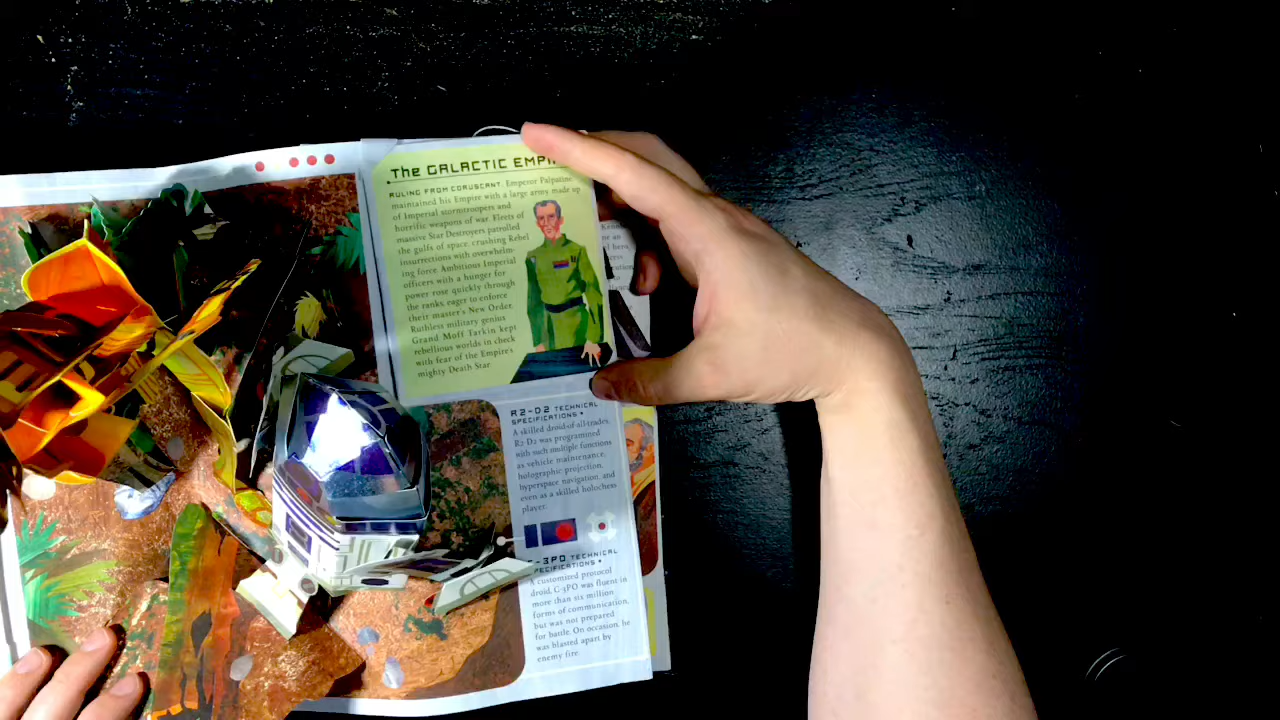 The GALACTIC EMPI
RULING FROM CORUSCANT, Emperor Palpatine
maintained his Empire with a large army made up
of Imperial stormtroopers and
horrific weapons of war. Fleets of
massive Star Destroyers patrolled
the gulfs of space, crushing Rebel
insurrections with overwhelm-
ing force. Ambitious Imperial
officers with a hunger for
power rose quickly through
the ranks, eager to enforce
their master's New Order.
Ruthless military genius
Grand Moff Tarkin kept
rebellious worlds in check
with fear of the Empire's
mighty Death Star.
R2-D2 TECHNICAL
SPECIFICATIONS
A skilled droid-of-all-trades,
R2-D2 was programmed
with such multiple functions
as vehicle maintenance,
holographic projection,
hyperspace navigation, and
even as a skilled holochess
player.
-3PO TECHNICAL
PECIFICATIONS
A customized protocol
droid, C-3PO was fluent in
more than six million
forms of communication,
but was not prepared
for battle. On occasion, he
was blasted apart by
enemy fire.